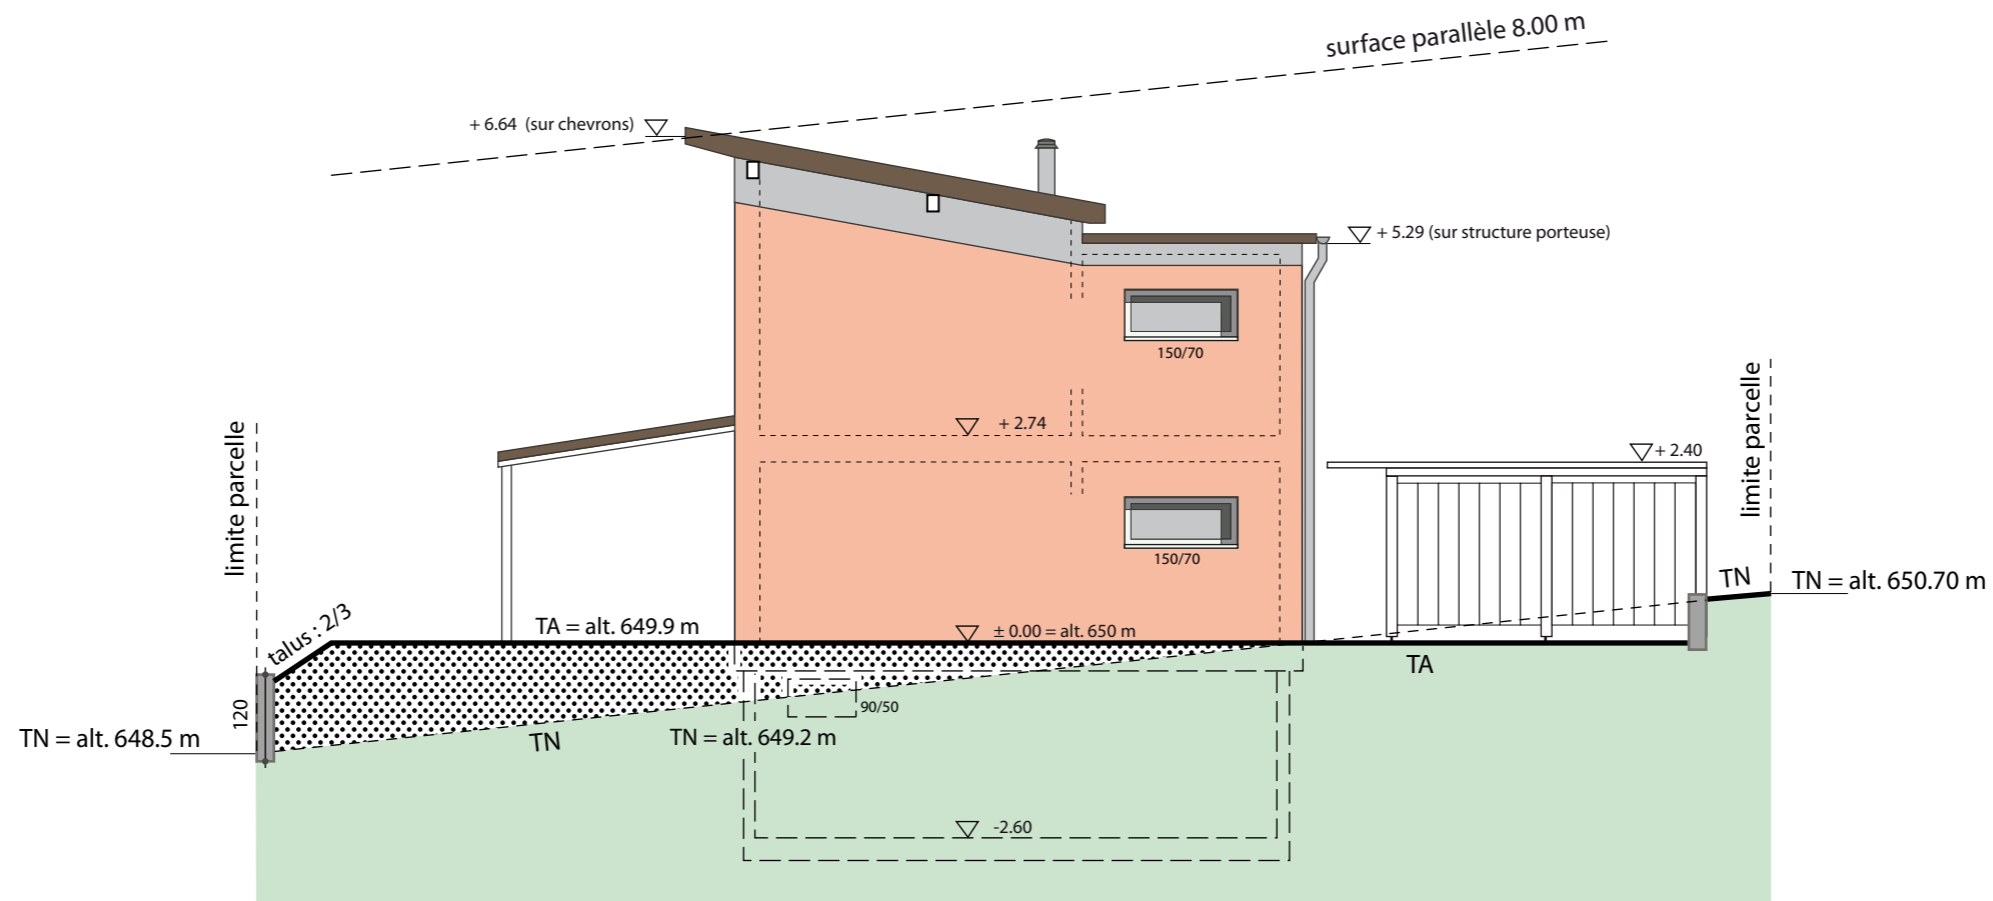 surface parallèle 8.00 m
+ 6.64 (sur chevrons)
+ 5.29 (sur structure porteuse)
150/70
limite parcelle
limite parcelle
+ 2.74
+ 2.40
150/70
TN
TN = alt. 650.70 m
talus : 2/3
TA = alt. 649.9 m
± 0.00 = alt. 650 m
TA
120
90/50
TN = alt. 648.5 m
TN
TN = alt. 649.2 m
-2.60